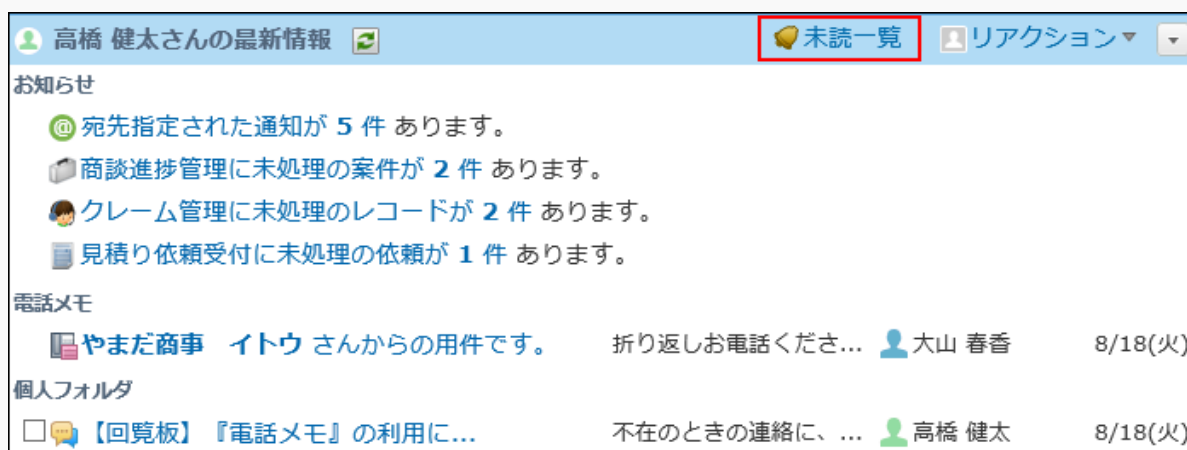 高橋 健太さんの最新情報 未読一覧 リアクション
お知らせ
宛先指定された通知が 5 件 あります。
商談進捗管理に未処理の案件が 2 件 あります。
クレーム管理に未処理のレコードが 2 件 あります。
見積り依頼受付に未処理の依頼が 1 件 あります。
電話メモ
やまだ商事 イトウ さんからの用件です。 折り返しお電話くださ... 大山 春香 8/18(火)
個人フォルダ
【回覧板】『電話メモ』の利用に... 不在のときの連絡に、... 高橋 健太 8/18(火)